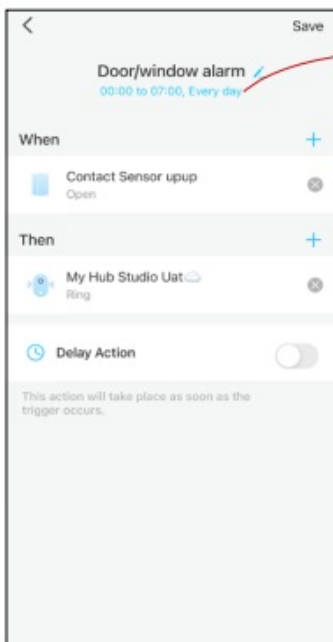 Save
Door/window alarm
00:00 to 07:00, Every day
When
Contact Sensor upup
Open
Then
My Hub Studio Uat
Ring
Delay Action
This action will take place as soon as the
trigger occurs.